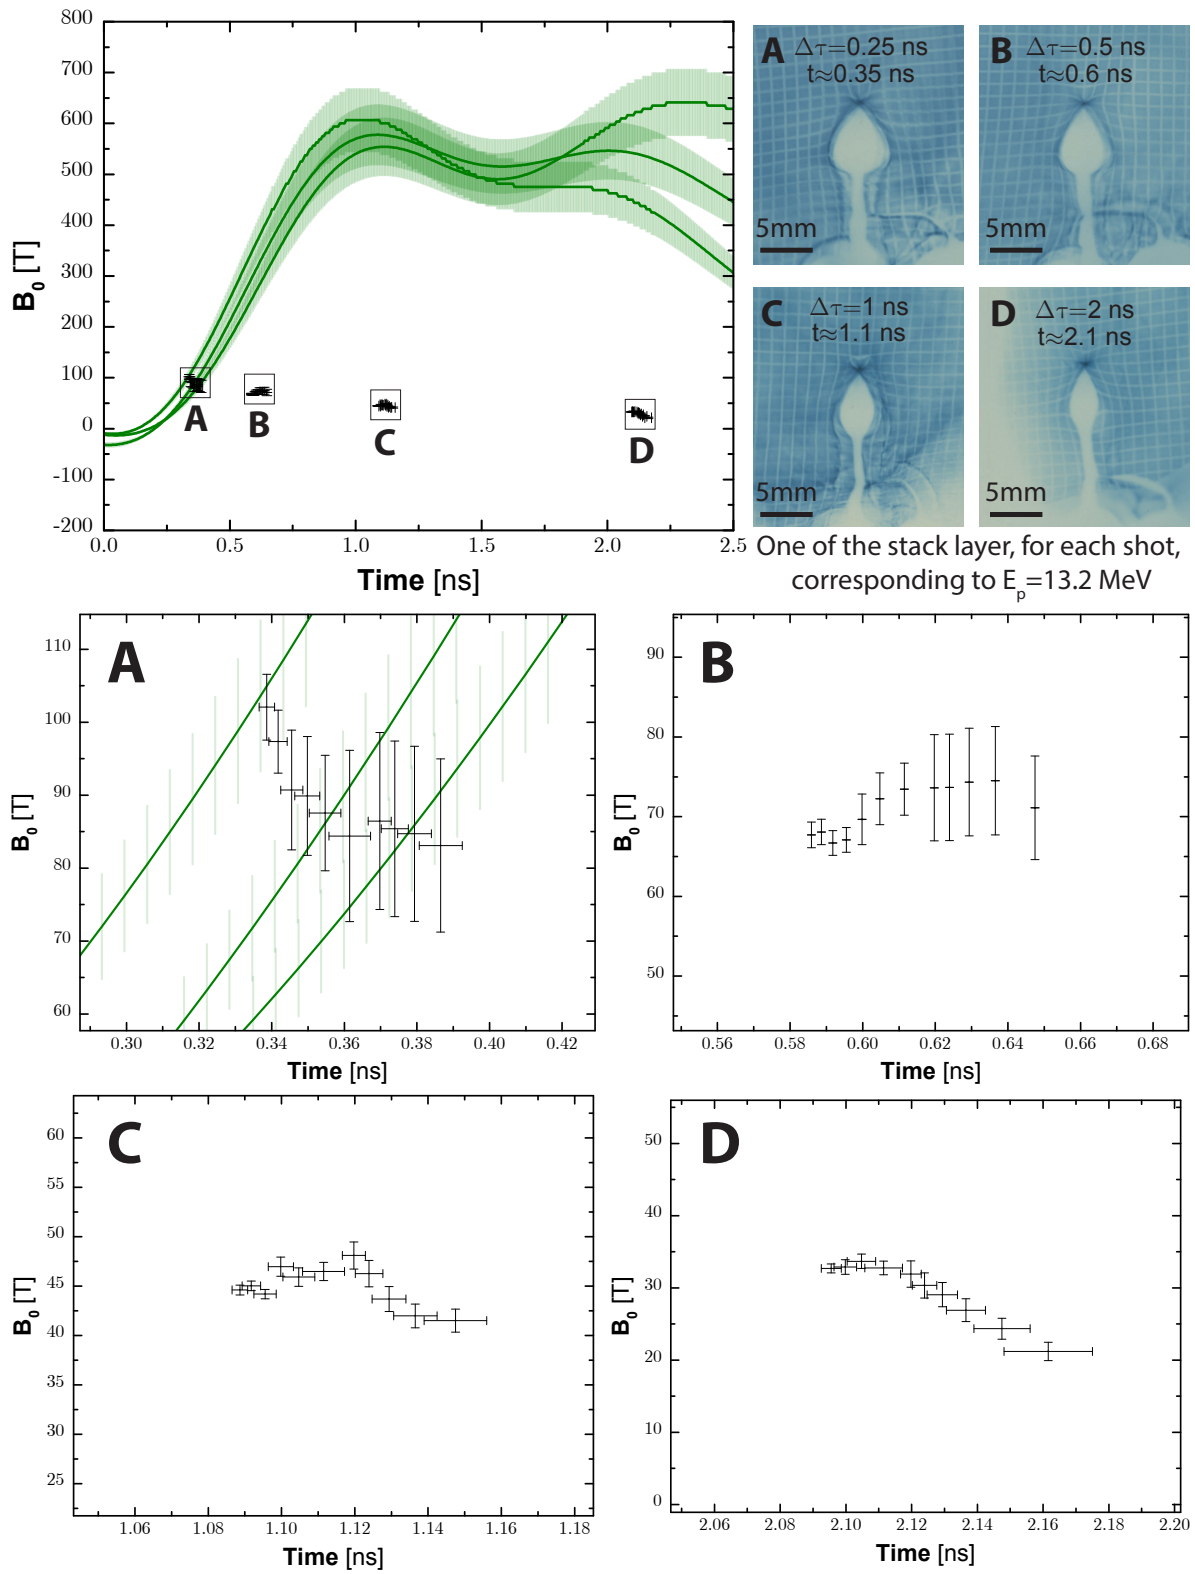 800
700
600
500
400
300
200
100
0
-100
-200
B₀ [T]
0.0 0.5 1.0 1.5 2.0 2.5
Time [ns]
A
B
C
D
A Δτ=0.25 ns
t≈0.35 ns
5mm
B Δτ=0.5 ns
t≈0.6 ns
5mm
C Δτ=1 ns
t≈1.1 ns
5mm
D Δτ=2 ns
t≈2.1 ns
5mm
One of the stack layer, for each shot,
corresponding to Eₚ=13.2 MeV
A
110
100
90
80
70
60
B₀ [T]
0.30 0.32 0.34 0.36 0.38 0.40 0.42
Time [ns]
B
90
80
70
60
50
B₀ [T]
0.56 0.58 0.60 0.62 0.64 0.66 0.68
Time [ns]
C
60
55
50
45
40
35
30
25
B₀ [T]
1.06 1.08 1.10 1.12 1.14 1.16 1.18
Time [ns]
D
50
40
30
20
10
0
B₀ [T]
2.06 2.08 2.10 2.12 2.14 2.16 2.18 2.20
Time [ns]